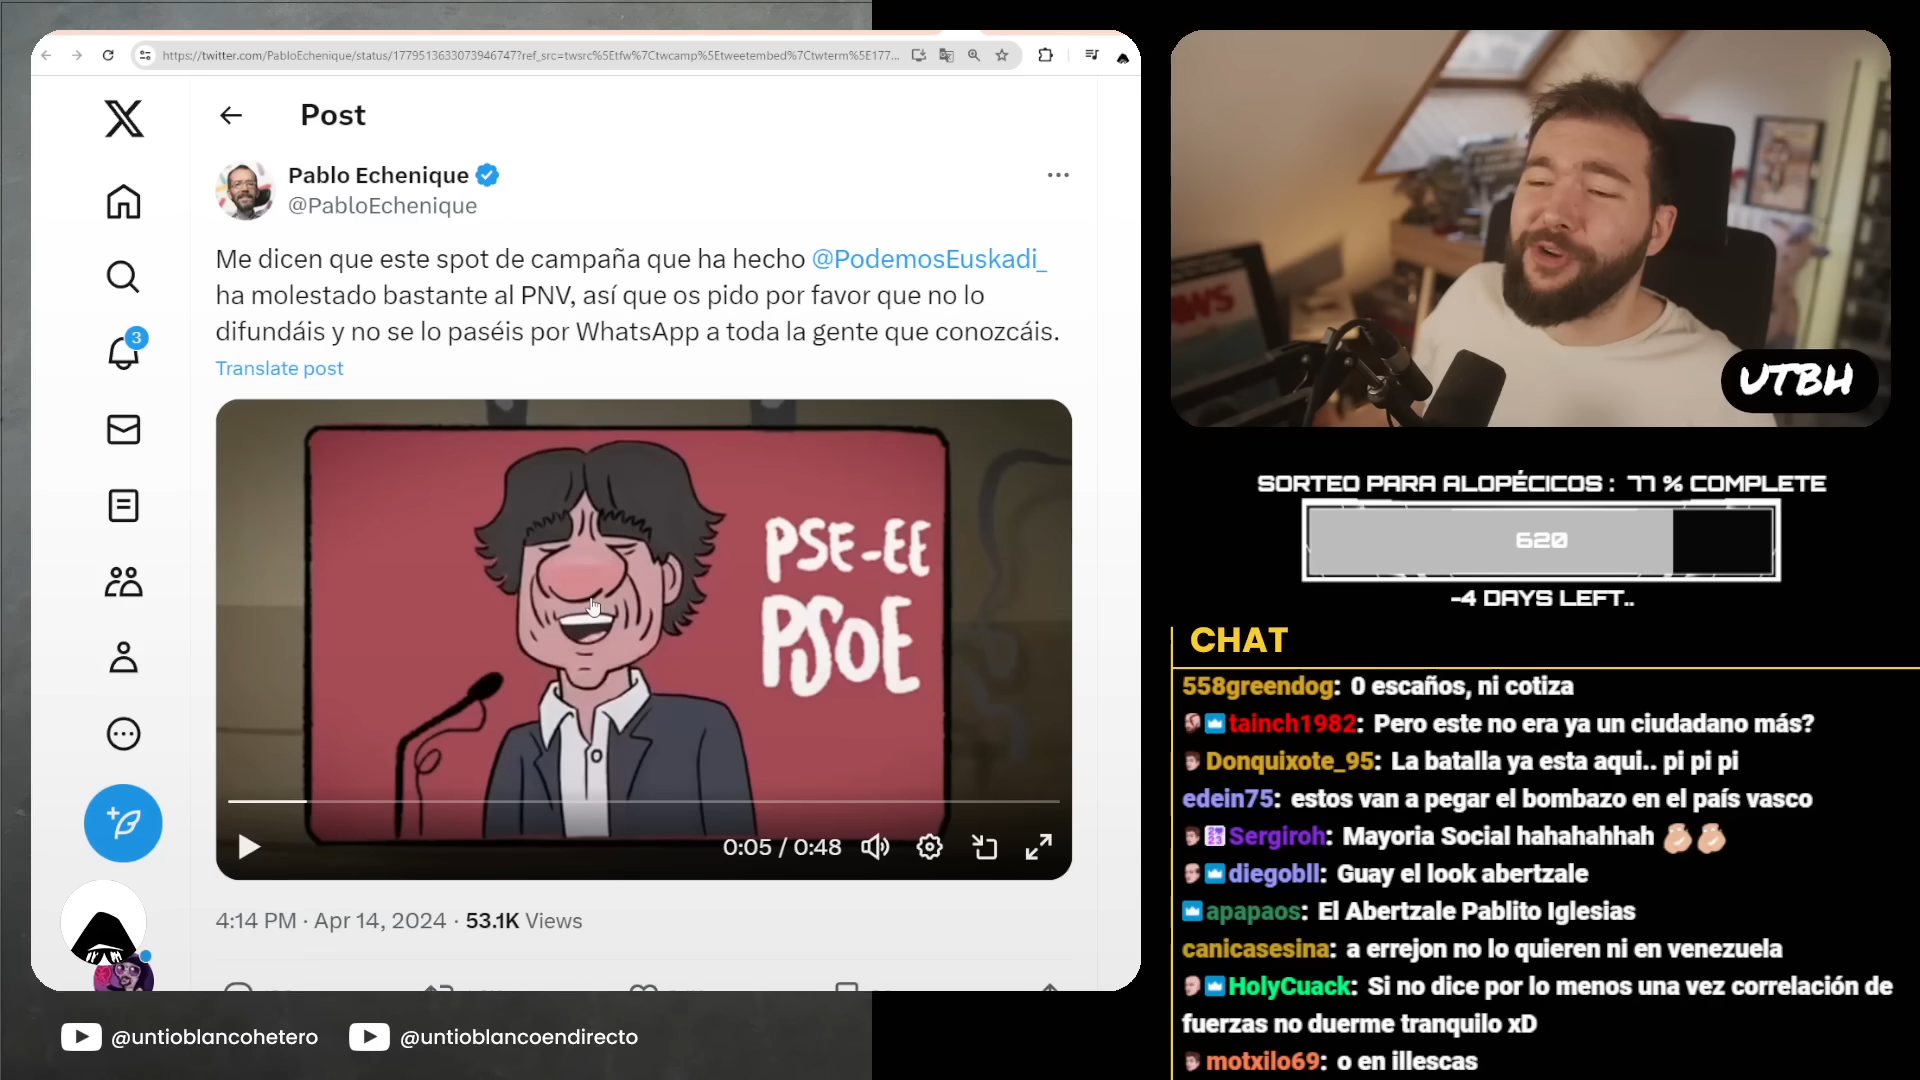 https://twitter.com/PabloEchenique/status/1779513633073946747?ref_src=twsrc%5Etfw%7Ctwcamp%5Etweetembed%7Ctwterm%5E177...
Post
Pablo Echenique
@PabloEchenique
Me dicen que este spot de campaña que ha hecho @PodemosEuskadi_
ha molestado bastante al PNV, así que os pido por favor que no lo
difundáis y no se lo paséis por WhatsApp a toda la gente que conozcáis.
Translate post
3
PSE-EE
PSOE
0:05 / 0:48
4:14 PM · Apr 14, 2024 · 53.1K Views
@untioblancohetero
@untioblancoendirecto
UTBH
SORTEO PARA ALOPÉCICOS : 77 % COMPLETE
620
-4 DAYS LEFT..
CHAT
558greendog: 0 escaños, ni cotiza
tainch1982: Pero este no era ya un ciudadano más?
Donquixote_95: La batalla ya esta aqui.. pi pi pi
edein75: estos van a pegar el bombazo en el país vasco
Sergiroh: Mayoria Social hahahahhah
diegobll: Guay el look abertzale
apapaos: El Abertzale Pablito Iglesias
canicasesina: a errejon no lo quieren ni en venezuela
HolyCuack: Si no dice por lo menos una vez correlación de
fuerzas no duerme tranquilo xD
motxilo69: o en illescas